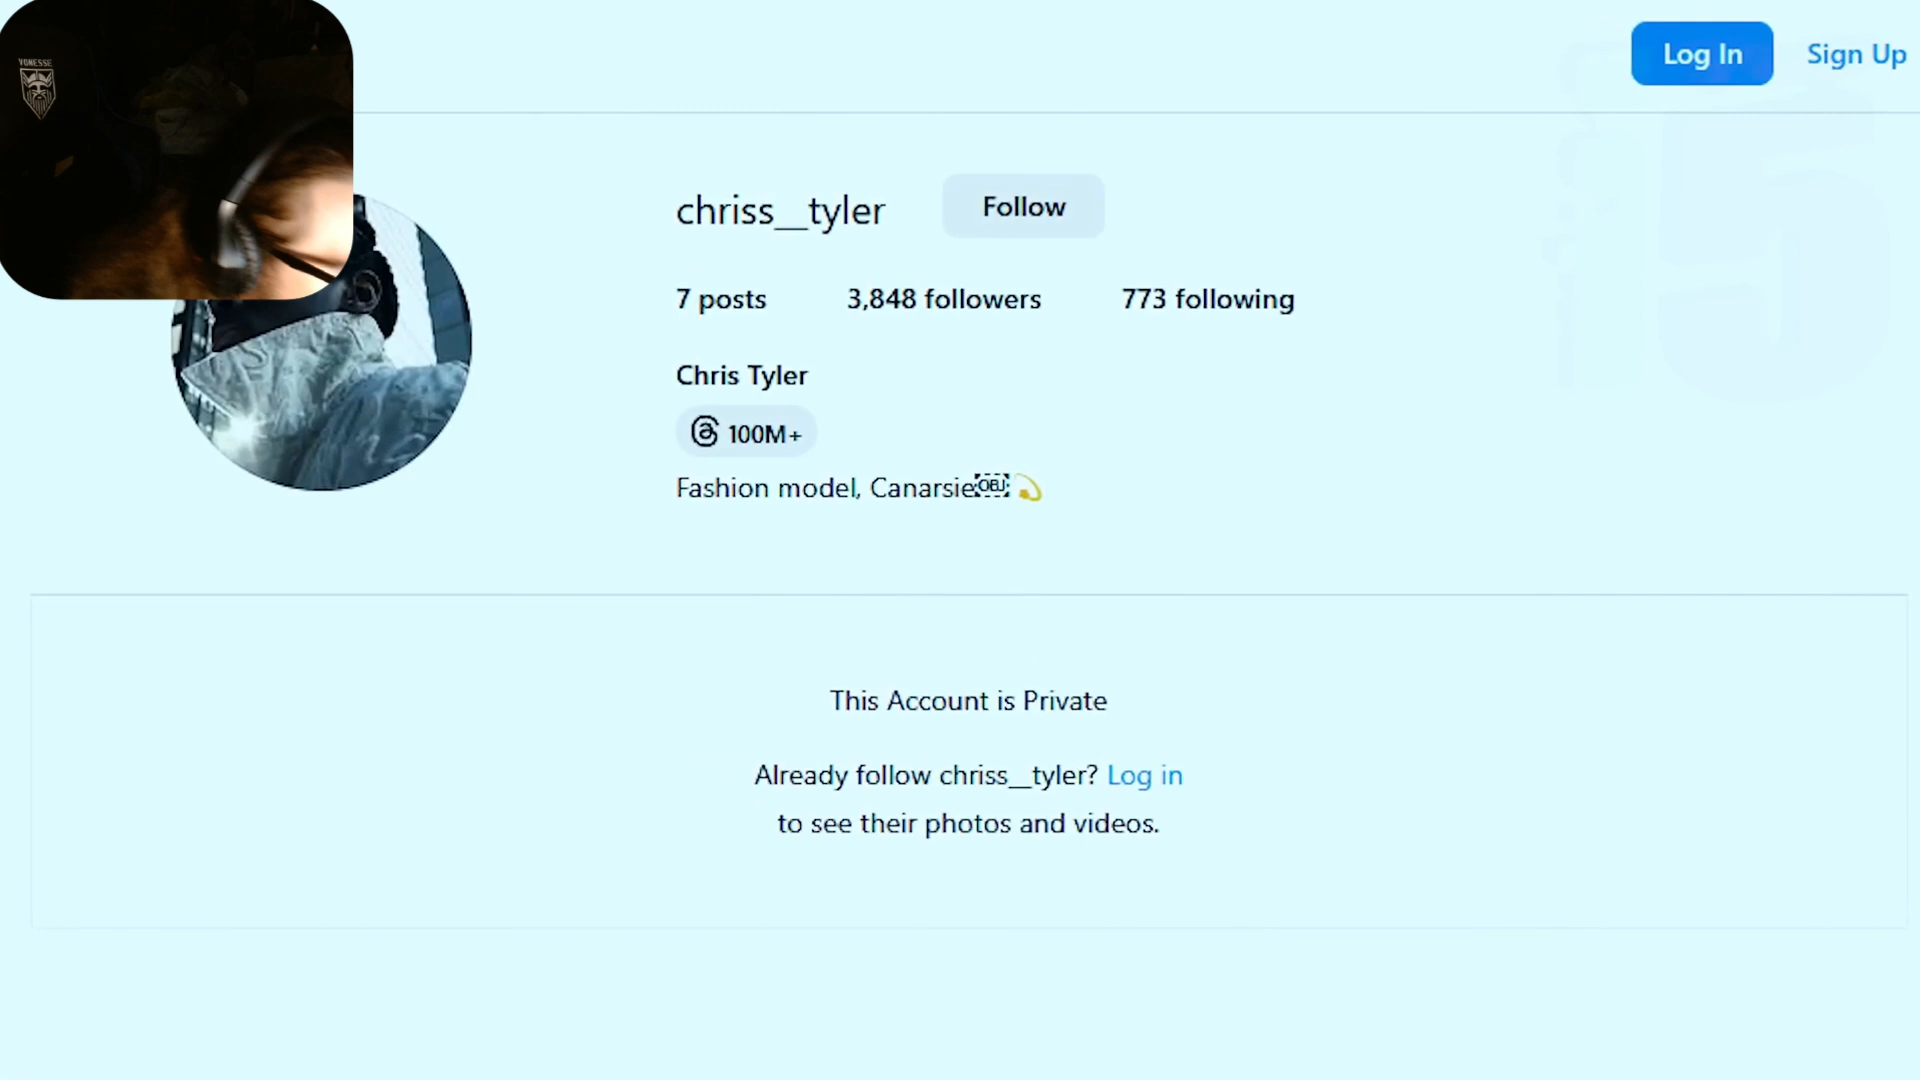 VONESSE
Log In
Sign Up
chriss__tyler
Follow
7 posts
3,848 followers
773 following
Chris Tyler
100M+
Fashion model, Canarsie￼💫
This Account is Private
Already follow chriss__tyler? Log in
to see their photos and videos.